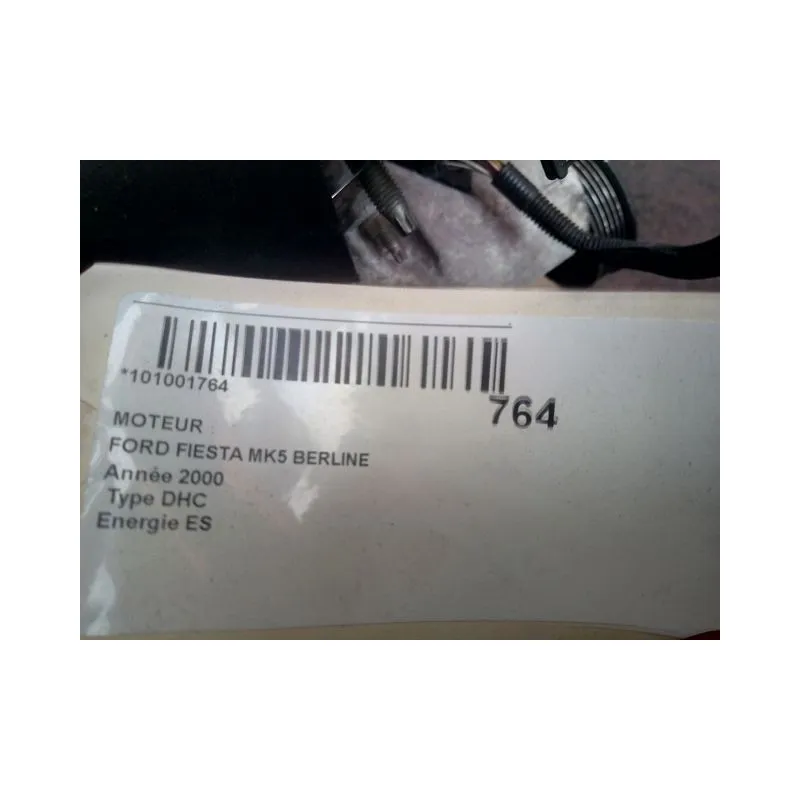 *101001764
764
MOTEUR :
FORD FIESTA MK5 BERLINE
Année 2000
Type DHC
Energie ES